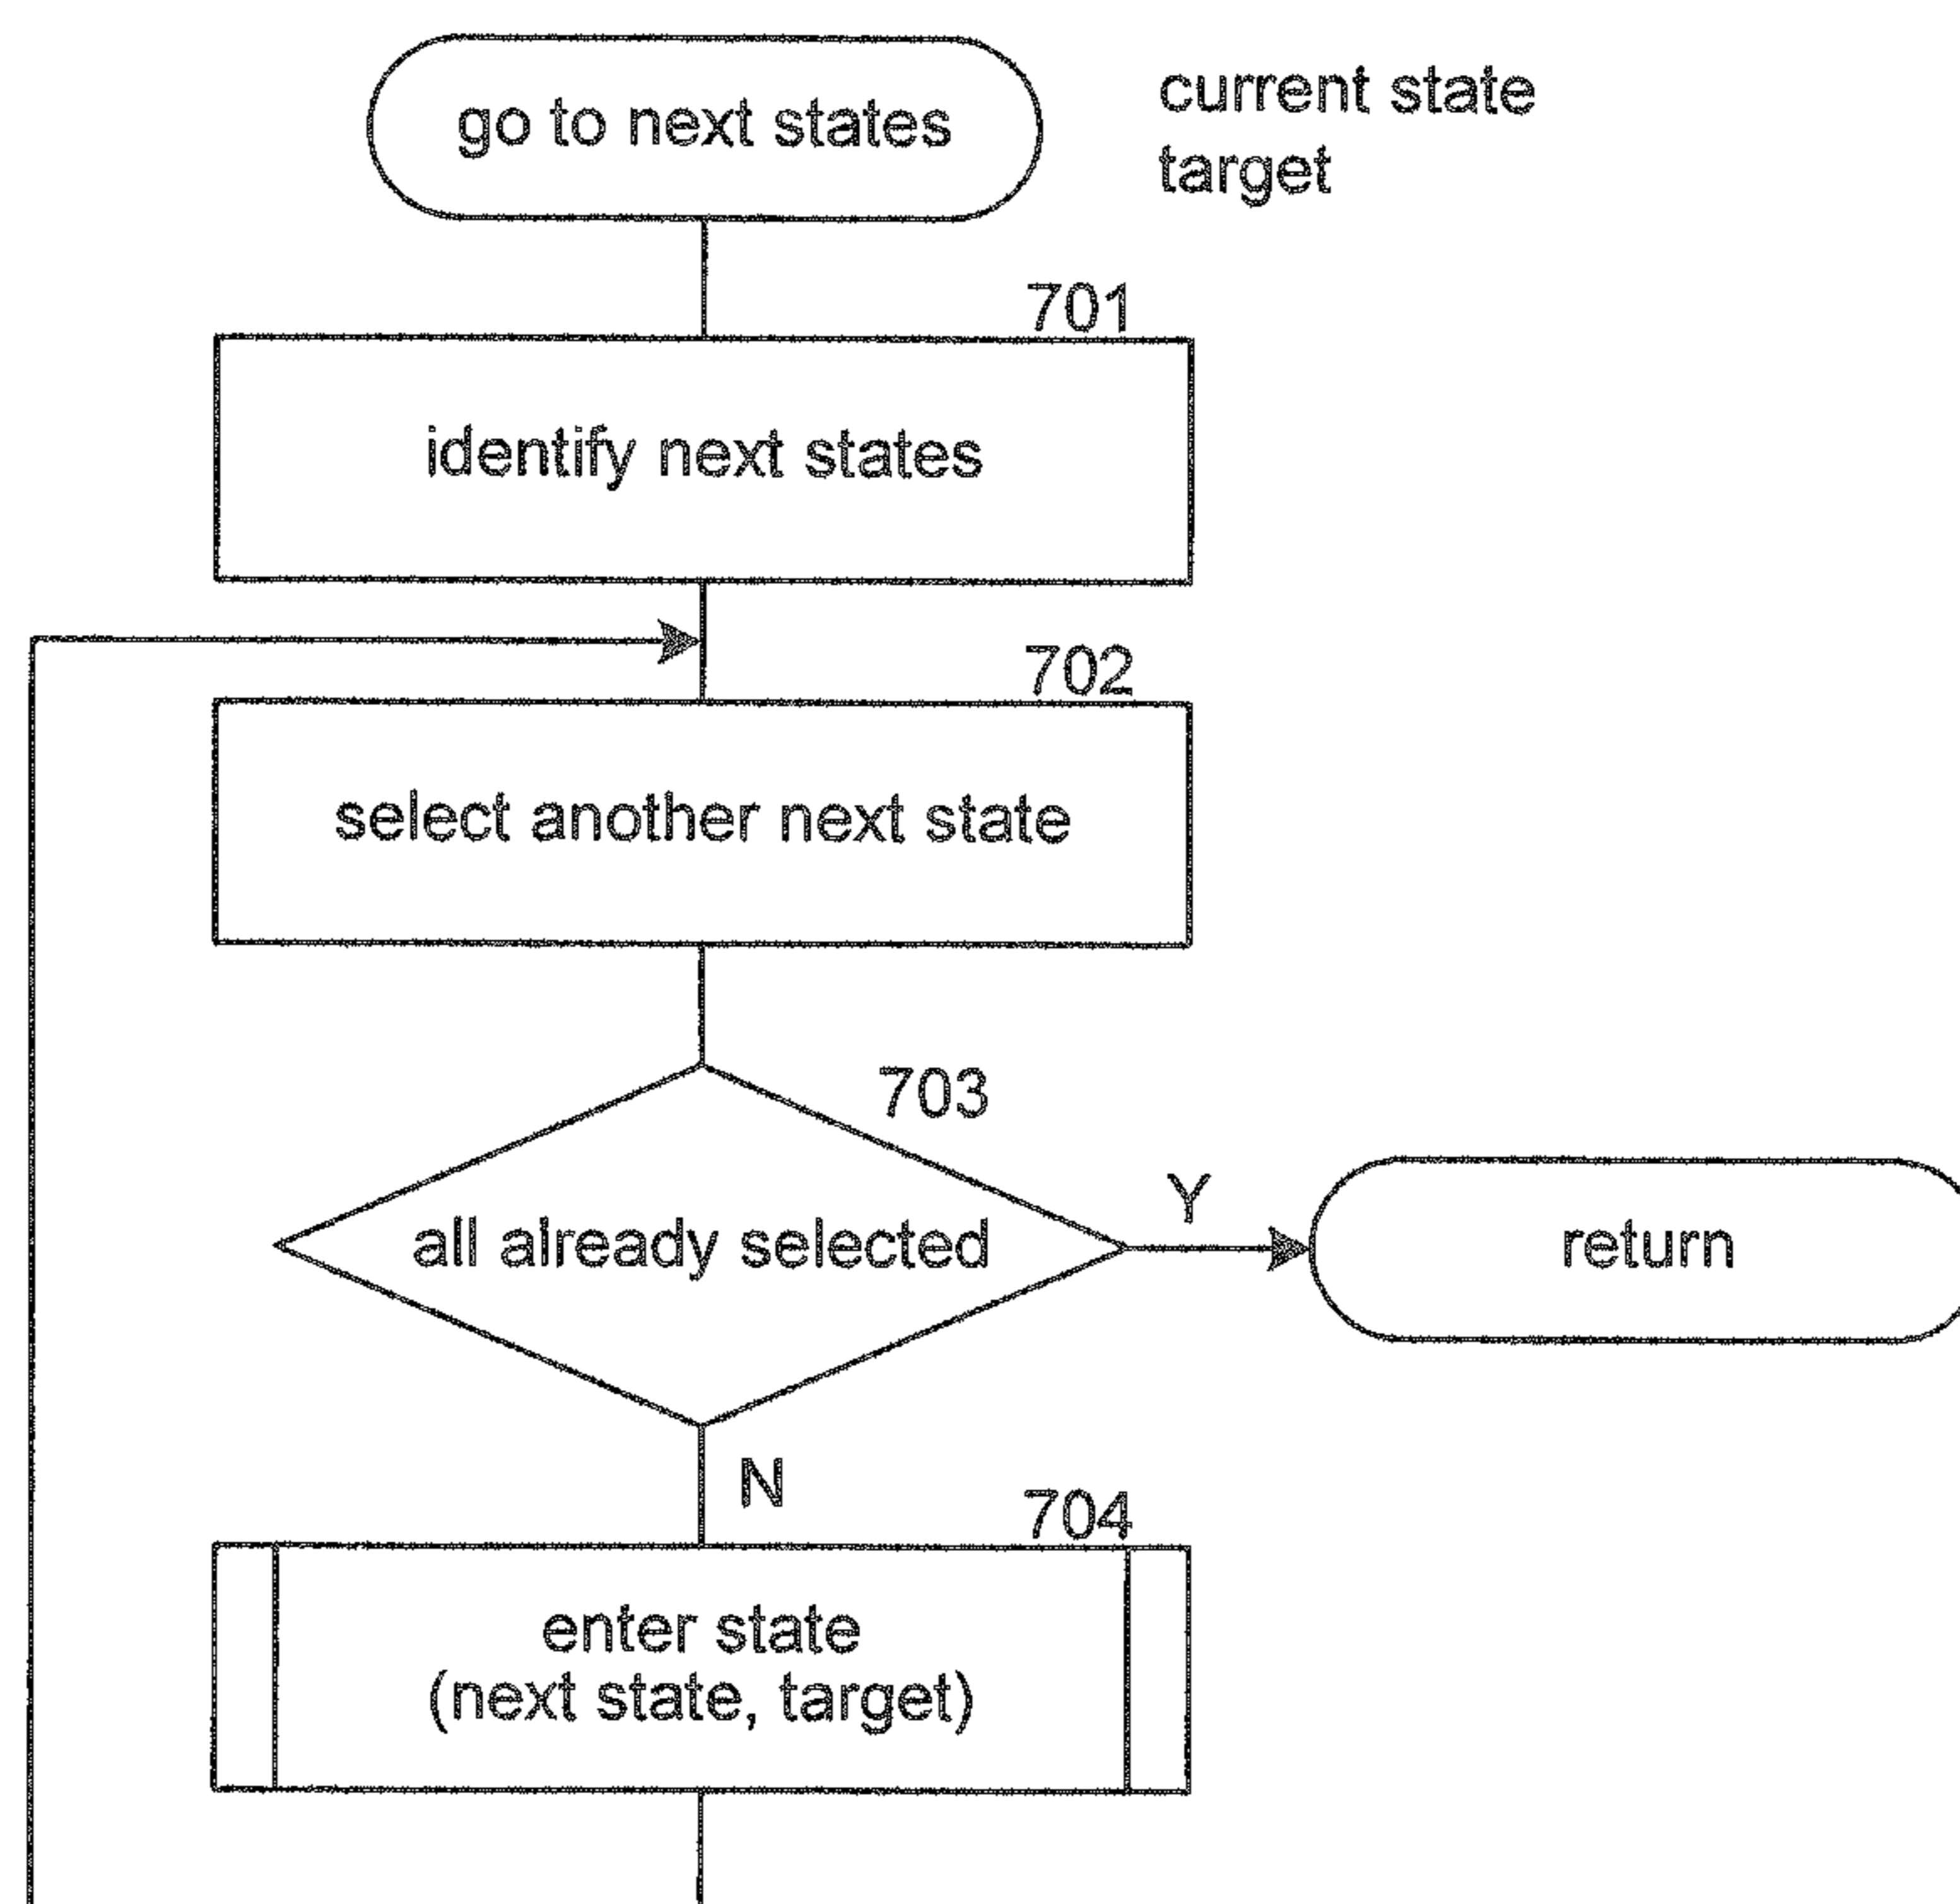 go to next states
current state
target
701
identify next states
702
select another next state
703
all already selected
Y
return
N
704
enter state
(next state, target)